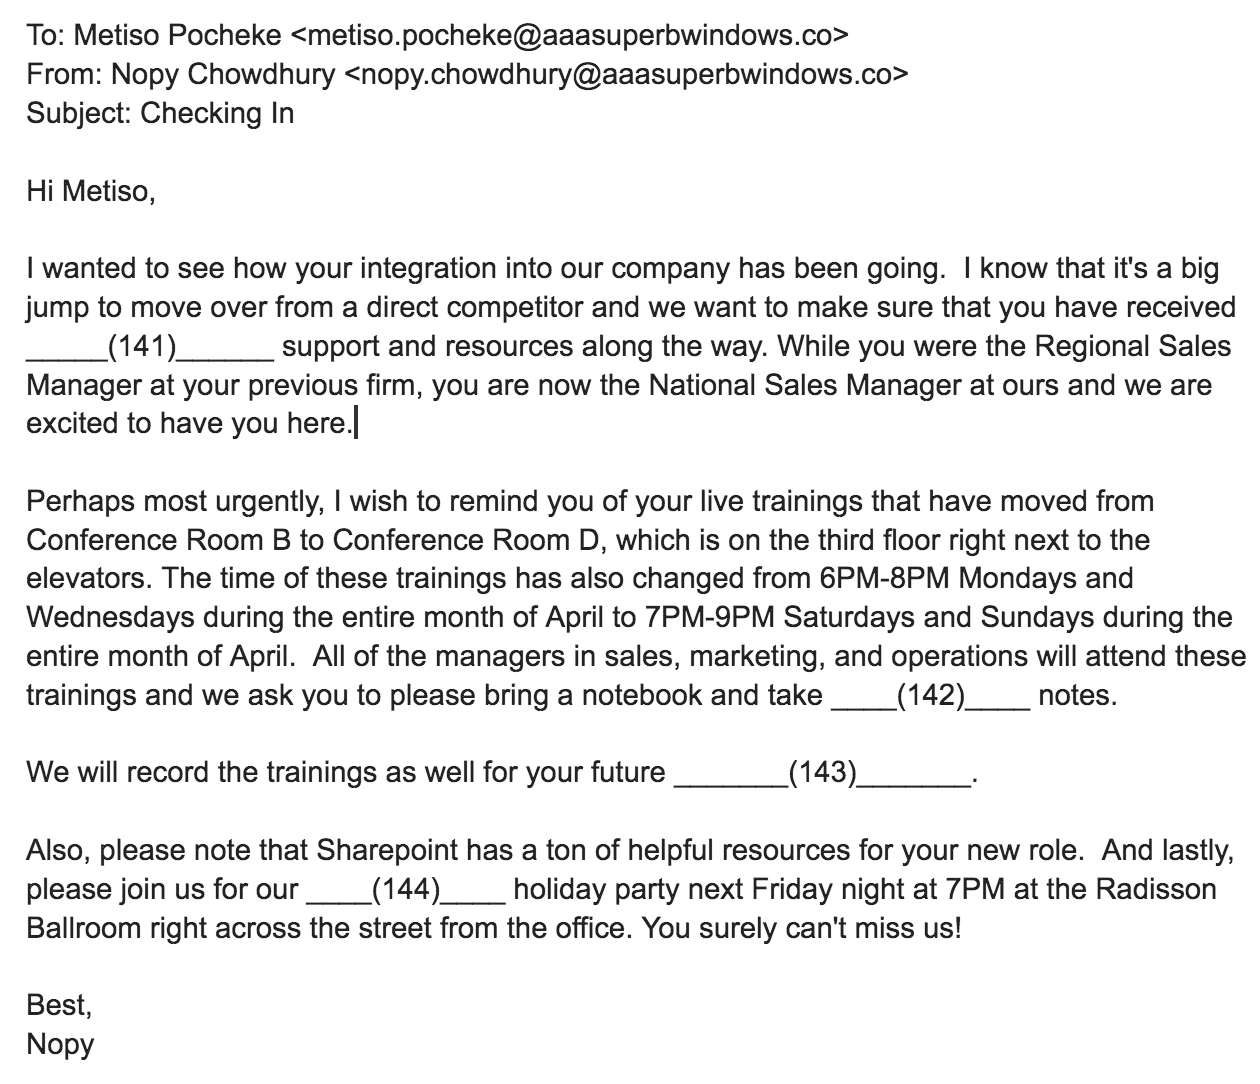 To: Metiso Pocheke <metiso.pocheke@aaasuperbwindows.co>
From: Nopy Chowdhury <nopy.chowdhury@aaasuperbwindows.co>
Subject: Checking In
Hi Metiso,
I wanted to see how your integration into our company has been going.  I know that it's a big
jump to move over from a direct competitor and we want to make sure that you have received
_____(141)______ support and resources along the way. While you were the Regional Sales
Manager at your previous firm, you are now the National Sales Manager at ours and we are
excited to have you here.
Perhaps most urgently, I wish to remind you of your live trainings that have moved from
Conference Room B to Conference Room D, which is on the third floor right next to the
elevators. The time of these trainings has also changed from 6PM-8PM Mondays and
Wednesdays during the entire month of April to 7PM-9PM Saturdays and Sundays during the
entire month of April.  All of the managers in sales, marketing, and operations will attend these
trainings and we ask you to please bring a notebook and take ____(142)____ notes.
We will record the trainings as well for your future _______(143)_______.
Also, please note that Sharepoint has a ton of helpful resources for your new role.  And lastly,
please join us for our ____(144)____ holiday party next Friday night at 7PM at the Radisson
Ballroom right across the street from the office. You surely can't miss us!
Best,
Nopy